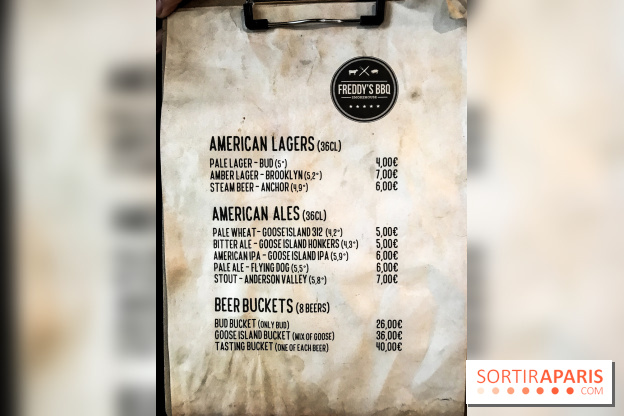 FREDDY'S BBQ
SMOKEHOUSE
AMERICAN LAGERS (36CL)
PALE LAGER - BUD (5°) 4,00€
AMBER LAGER - BROOKLYN (5,2°) 7,00€
STEAM BEER - ANCHOR (4,9°) 6,00€
AMERICAN ALES (36CL)
PALE WHEAT - GOOSE ISLAND 312 (4,2°) 5,00€
BITTER ALE - GOOSE ISLAND HONKERS (4,3°) 5,00€
AMERICAN IPA - GOOSE ISLAND IPA (5,9°) 6,00€
PALE ALE - FLYING DOG (5,5°) 6,00€
STOUT - ANDERSON VALLEY (5,8°) 7,00€
BEER BUCKETS (8 BEERS)
BUD BUCKET (ONLY BUD) 26,00€
GOOSE ISLAND BUCKET (MIX OF GOOSE) 36,00€
TASTING BUCKET (ONE OF EACH BEER) 40,00€
SORTIRAPARIS
.COM